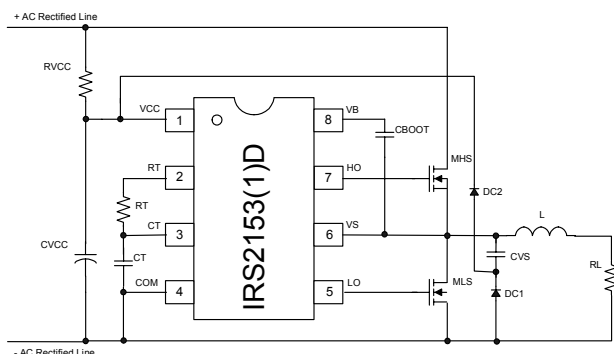 + AC Rectified Line
RVCC
VCC
1
8
VB
CBOOT
MHS
RT
2
7
HO
RT
IRS2153(1)D
DC2
L
CT
3
6
VS
CVCC
CT
CVS
RL
COM
4
5
LO
MLS
DC1
- AC Rectified Line